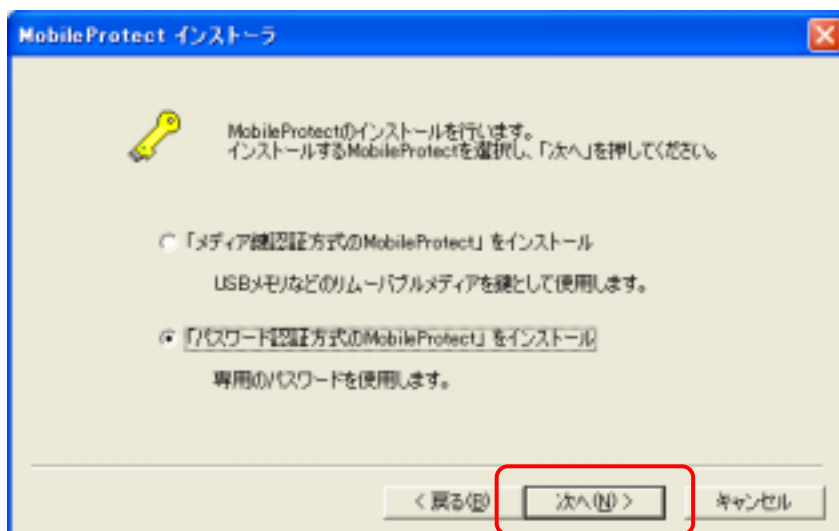 MobileProtect インストーラ
MobileProtectのインストールを行います。
インストールするMobileProtectを選択し、「次へ」を押してください。
「メディア鍵認証方式のMobileProtect」をインストール
USBメモリなどのリムーバブルメディアを鍵として使用します。
「パスワード認証方式のMobileProtect」をインストール
専用のパスワードを使用します。
< 戻る(B) 次へ(N) > キャンセル